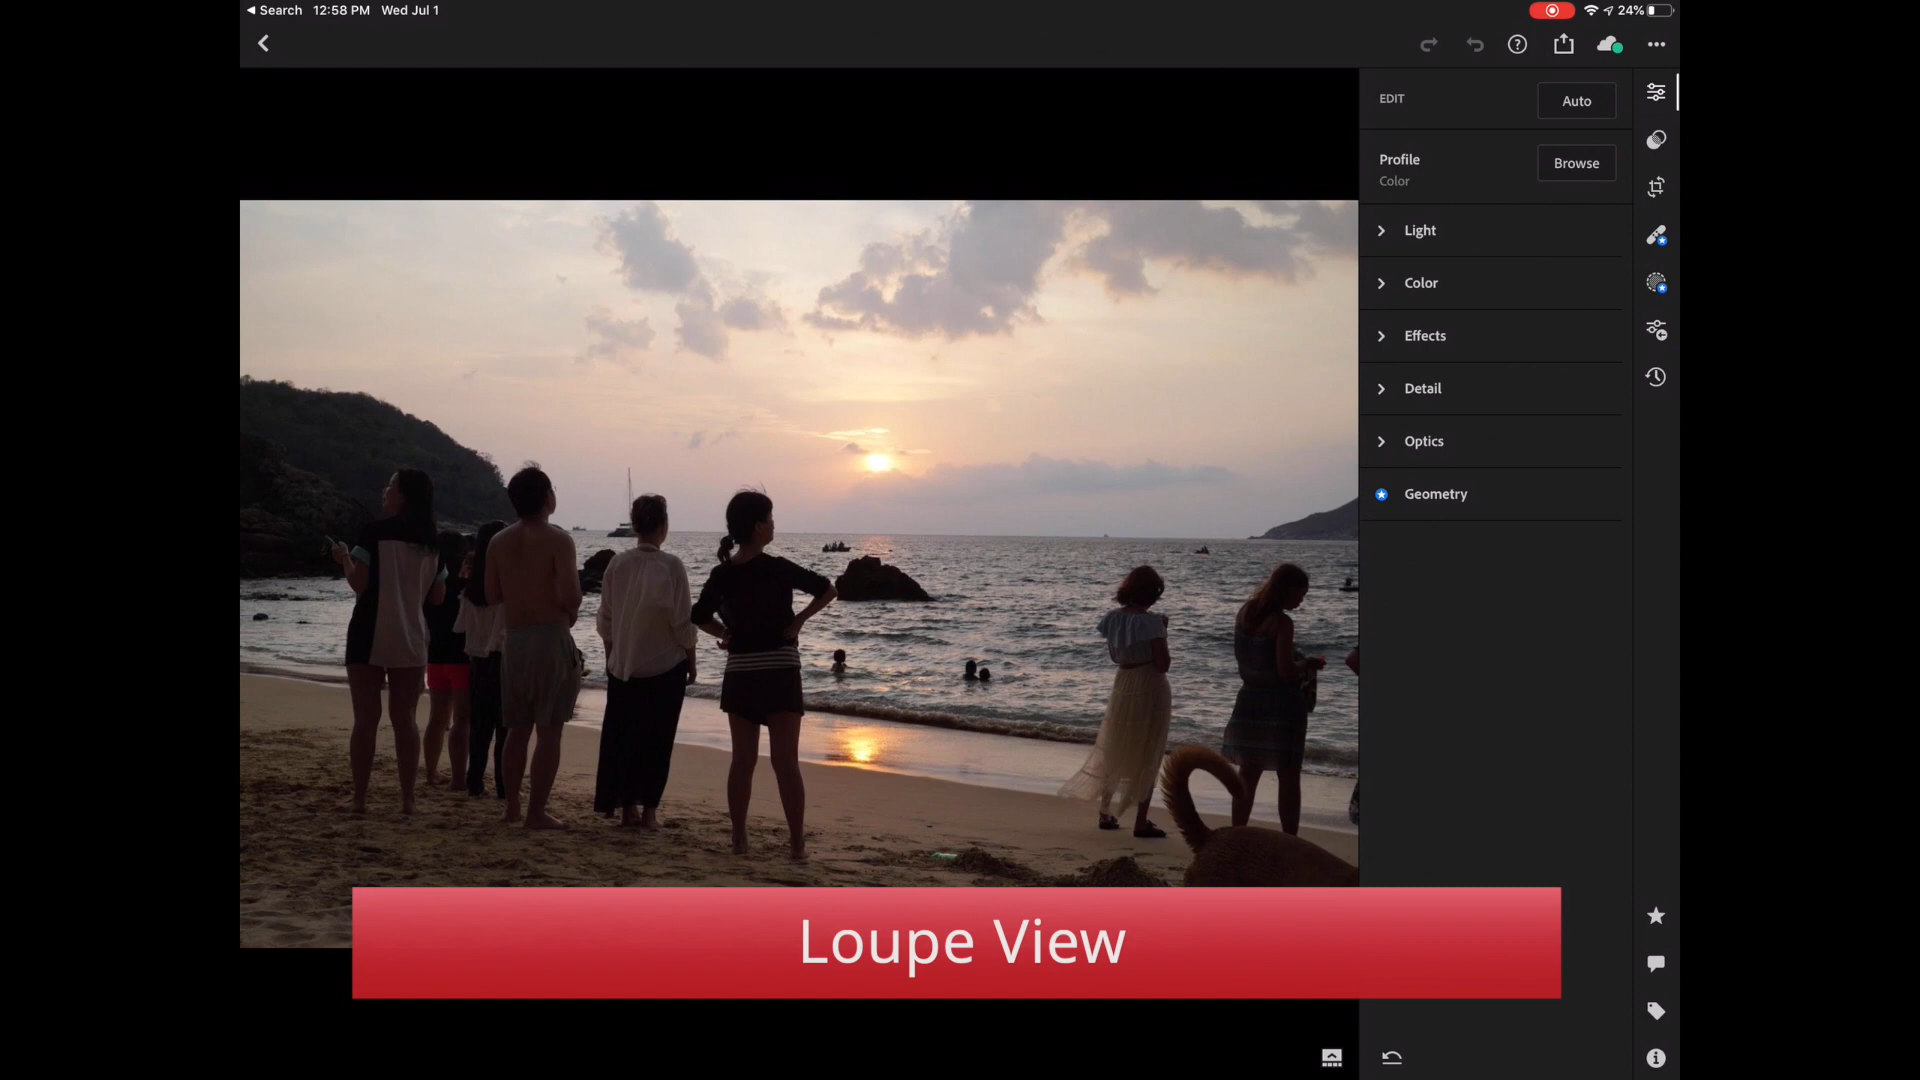 Search 12:58 PM Wed Jul 1
24%
EDIT
Auto
Profile
Color
Browse
Light
Color
Effects
Detail
Optics
Geometry
Loupe View